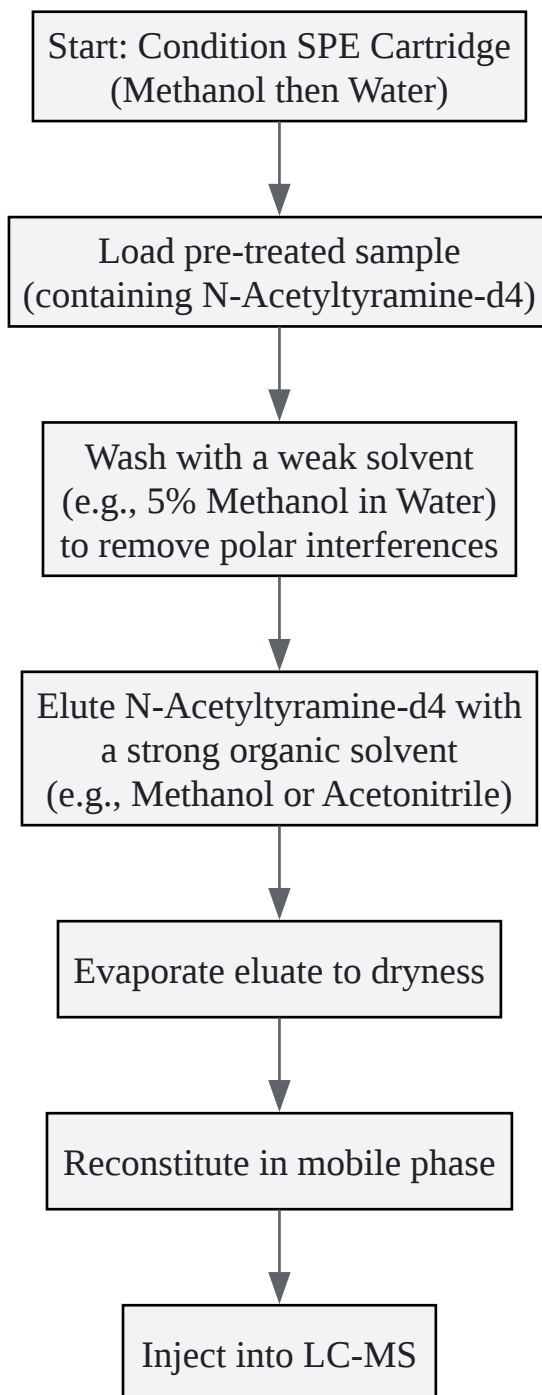 Start: Condition SPE Cartridge
(Methanol then Water)
Load pre-treated sample
(containing N-Acetyltyramine-d4)
Wash with a weak solvent
(e.g., 5% Methanol in Water)
to remove polar interferences
Elute N-Acetyltyramine-d4 with
a strong organic solvent
(e.g., Methanol or Acetonitrile)
Evaporate eluate to dryness
Reconstitute in mobile phase
Inject into LC-MS